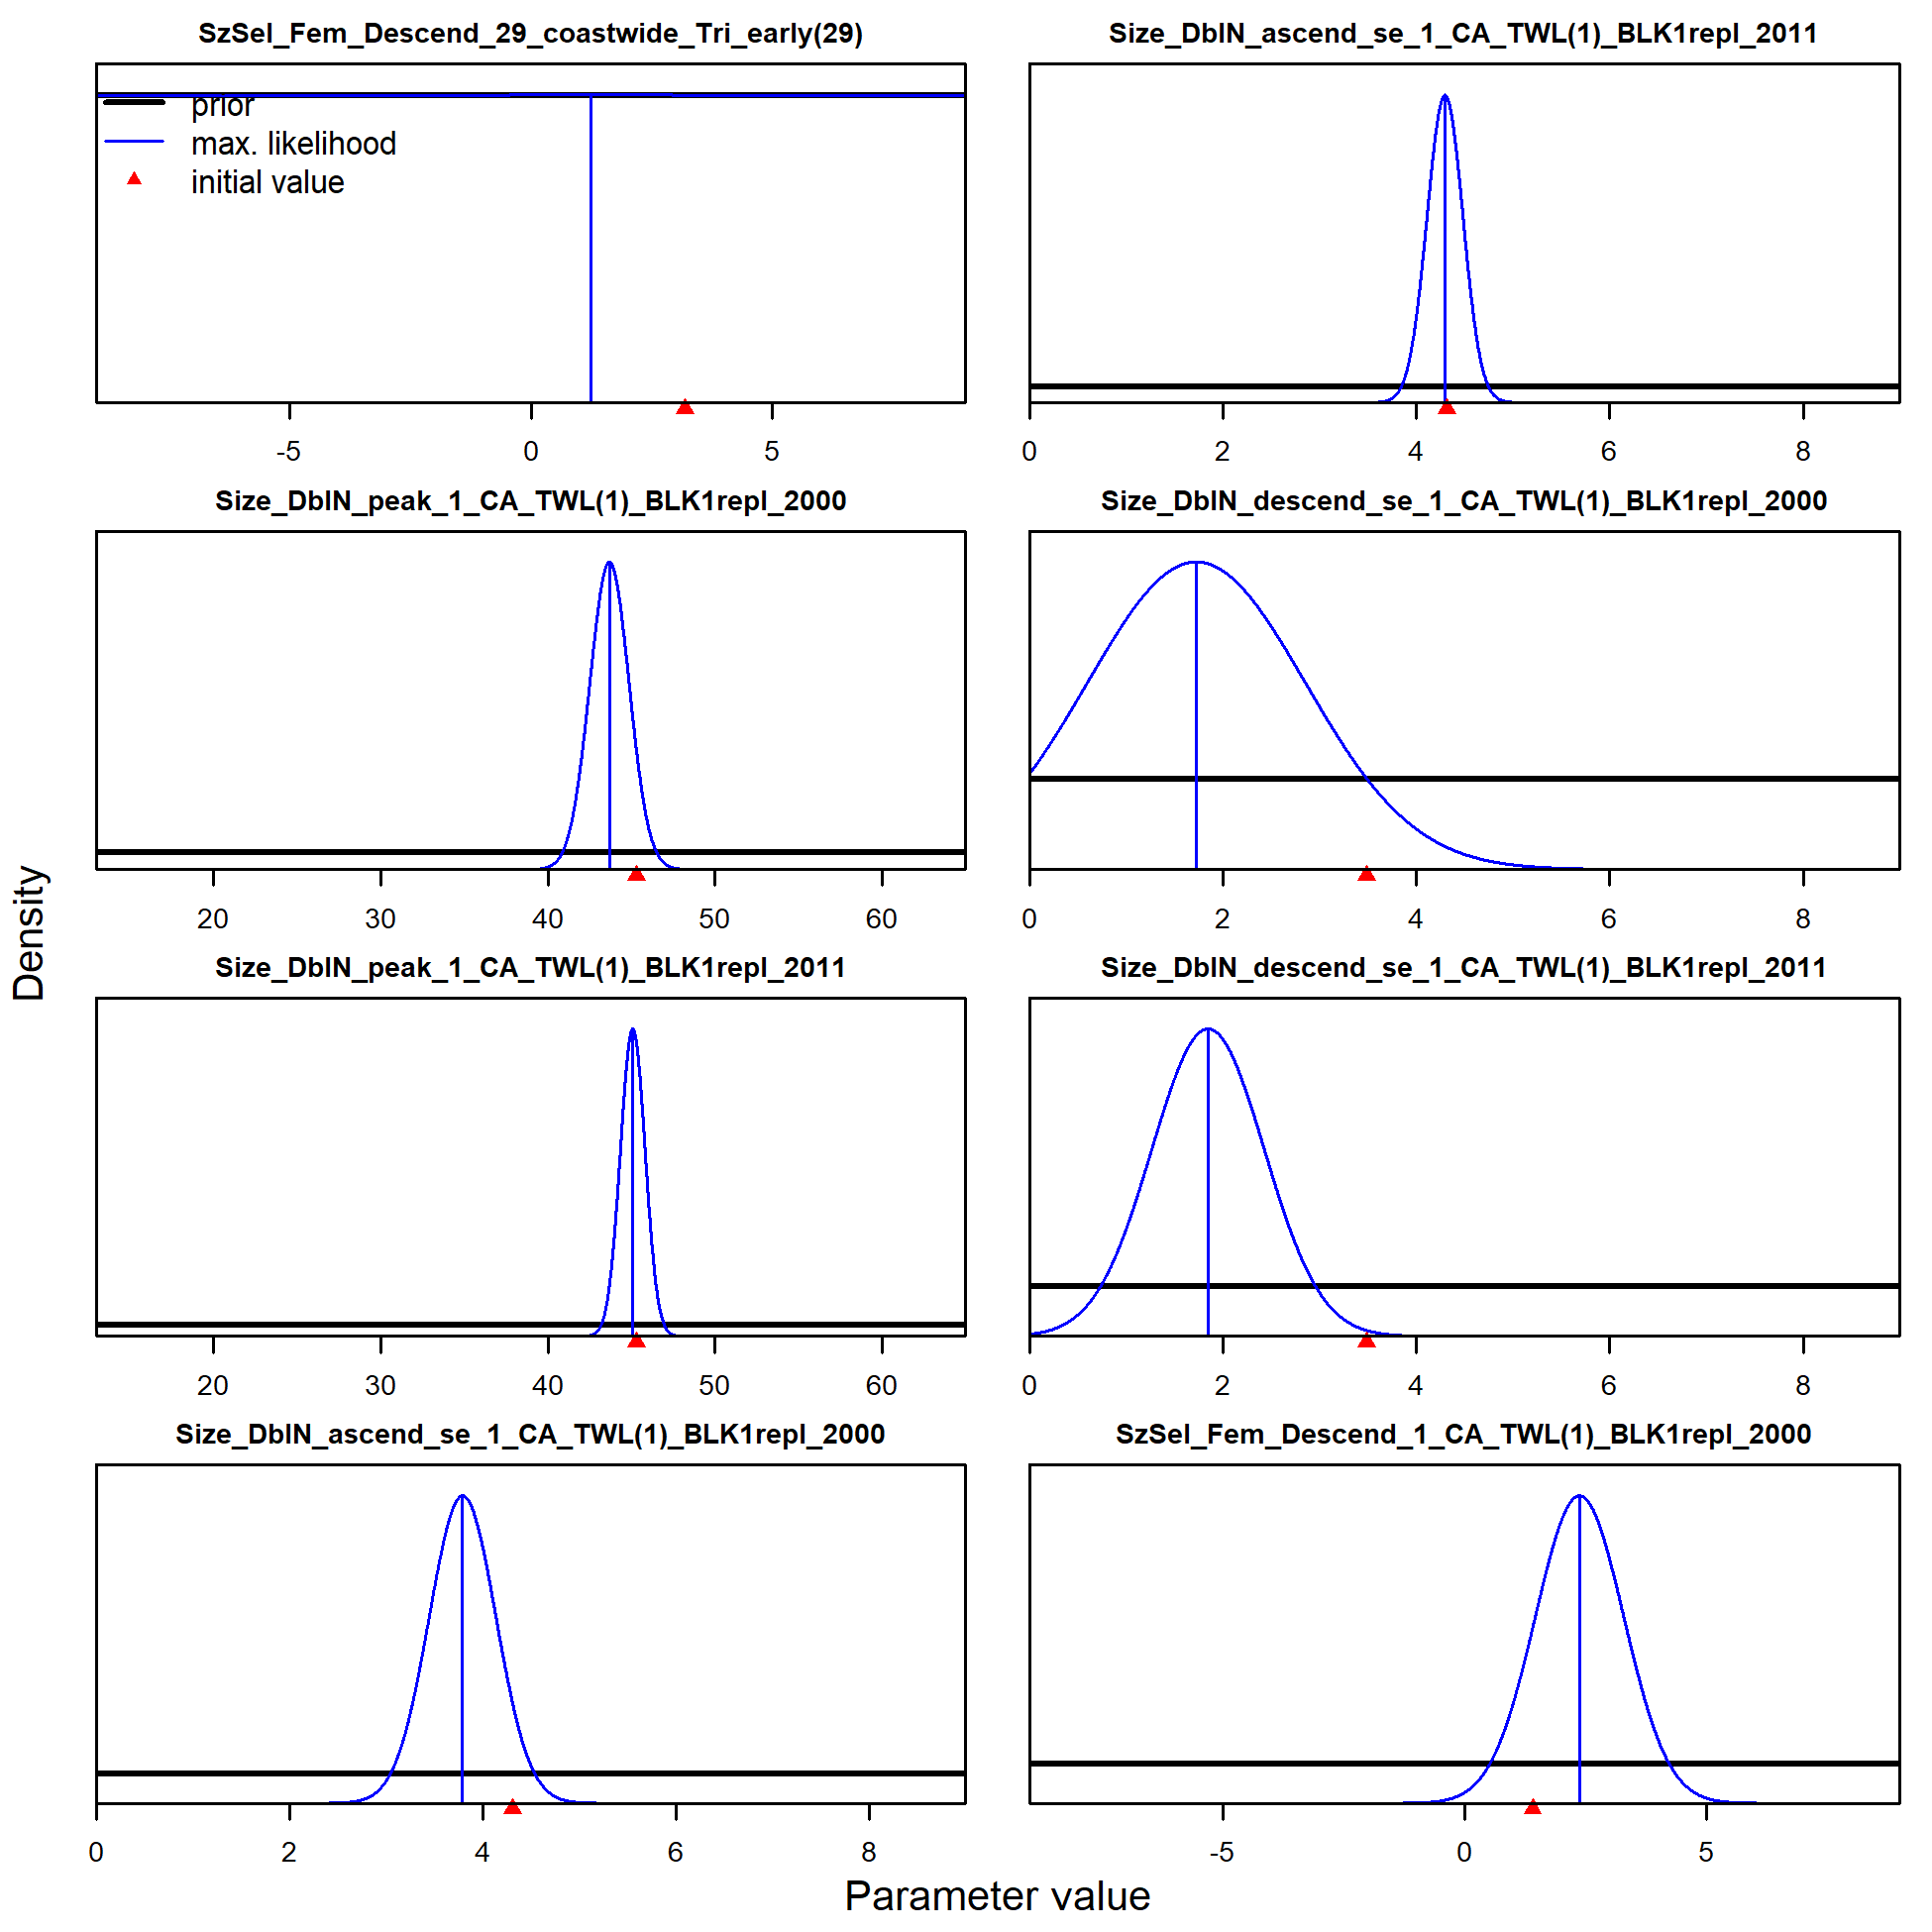 SzSel_Fem_Descend_29_coastwide_Tri_early(29)
prior
max. likelihood
initial value
-5 0 5
Size_DblN_ascend_se_1_CA_TWL(1)_BLK1repl_2011
0 2 4 6 8
Size_DblN_peak_1_CA_TWL(1)_BLK1repl_2000
20 30 40 50 60
Size_DblN_descend_se_1_CA_TWL(1)_BLK1repl_2000
0 2 4 6 8
Size_DblN_peak_1_CA_TWL(1)_BLK1repl_2011
20 30 40 50 60
Size_DblN_descend_se_1_CA_TWL(1)_BLK1repl_2011
0 2 4 6 8
Size_DblN_ascend_se_1_CA_TWL(1)_BLK1repl_2000
0 2 4 6 8
SzSel_Fem_Descend_1_CA_TWL(1)_BLK1repl_2000
-5 0 5
Density
Parameter value